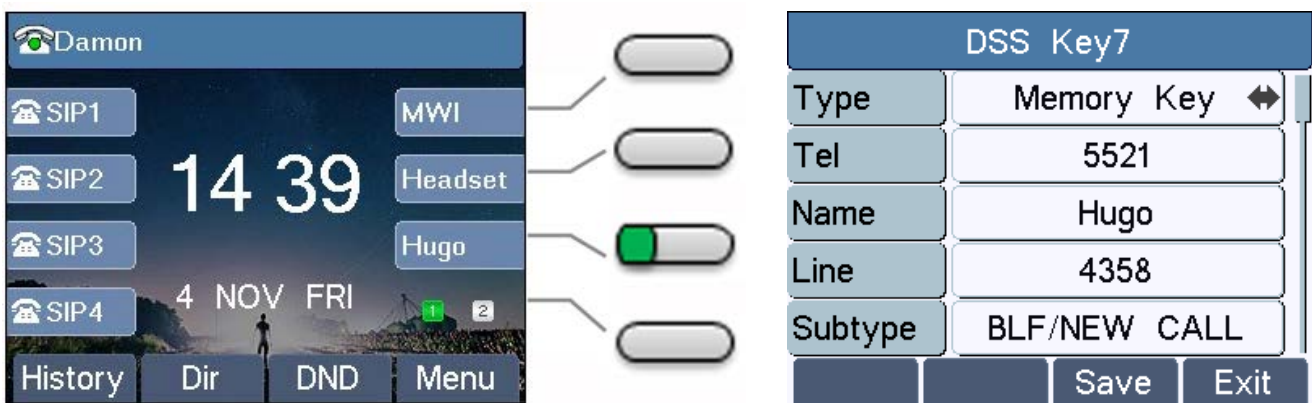 Damon
SIP1
MWI
SIP2
14 39
Headset
SIP3
Hugo
4 NOV FRI
1
2
SIP4
History
Dir
DND
Menu
DSS Key7
Type
Memory Key
Tel
5521
Name
Hugo
Line
4358
Subtype
BLF/NEW CALL
Save
Exit